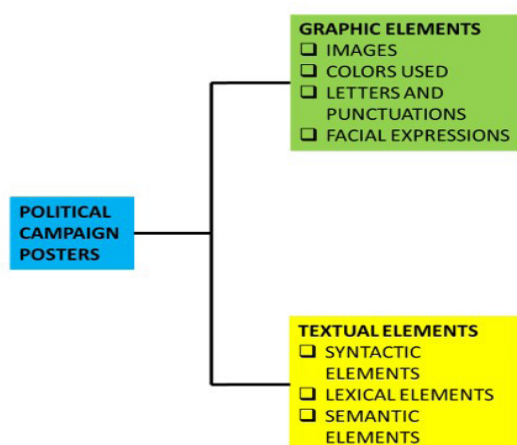 GRAPHIC ELEMENTS
❑ IMAGES
❑ COLORS USED
❑ LETTERS AND
PUNCTUATIONS
❑ FACIAL EXPRESSIONS
POLITICAL
CAMPAIGN
POSTERS
TEXTUAL ELEMENTS
❑ SYNTACTIC
ELEMENTS
❑ LEXICAL ELEMENTS
❑ SEMANTIC
ELEMENTS